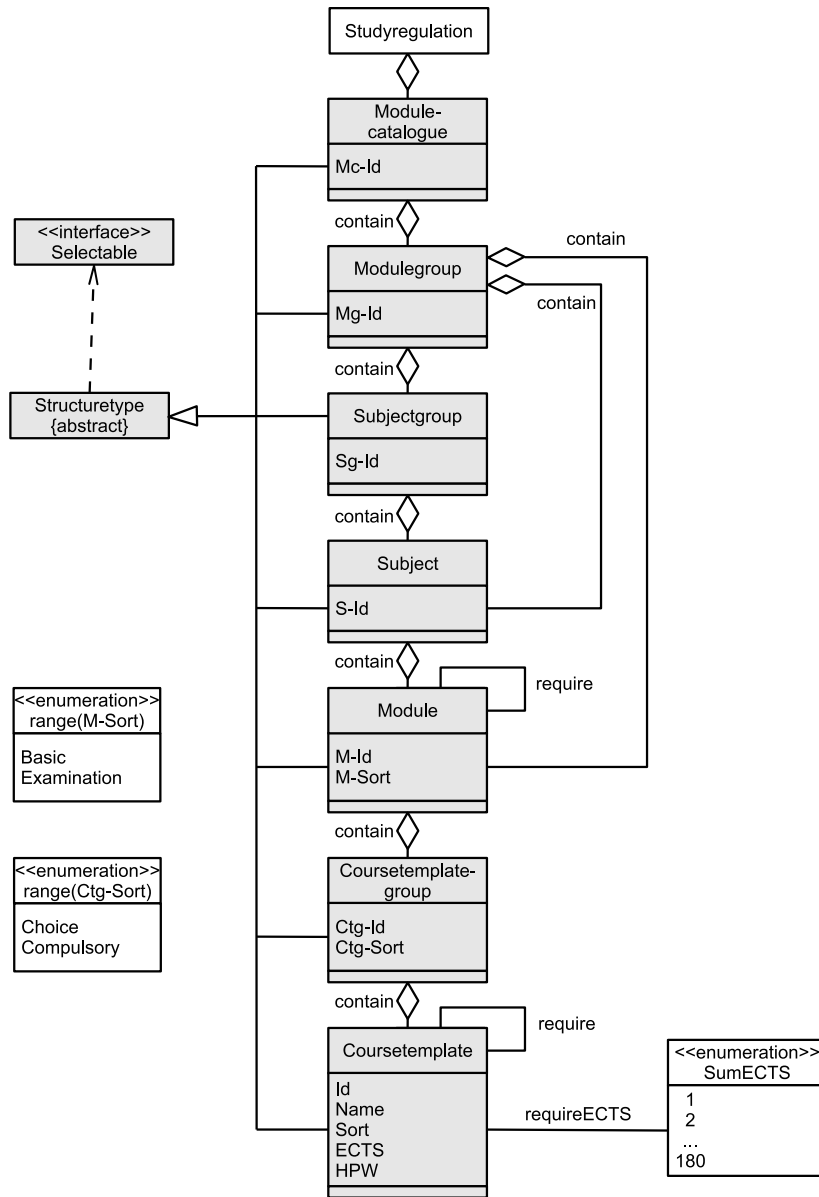 Studyregulation
Module-
catalogue
Mc-Id
contain
<<interface>>
Selectable
Modulegroup
Mg-Id
contain
contain
contain
Structuretype
{abstract}
Subjectgroup
Sg-Id
contain
Subject
S-Id
contain
<<enumeration>>
range(M-Sort)
Basic
Examination
Module
M-Id
M-Sort
require
contain
<<enumeration>>
range(Ctg-Sort)
Choice
Compulsory
Coursetemplate-
group
Ctg-Id
Ctg-Sort
contain
Coursetemplate
Id
Name
Sort
ECTS
HPW
require
requireECTS
<<enumeration>>
SumECTS
1
2
...
180